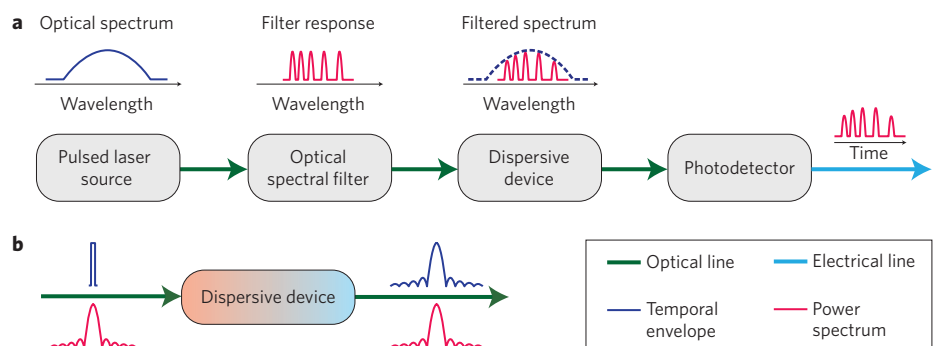 a
Optical spectrum
Filter response
Filtered spectrum
Wavelength
Wavelength
Wavelength
Pulsed laser
source
Optical
spectral filter
Dispersive
device
Photodetector
Time
b
Dispersive device
Optical line
Electrical line
Temporal
envelope
Power
spectrum